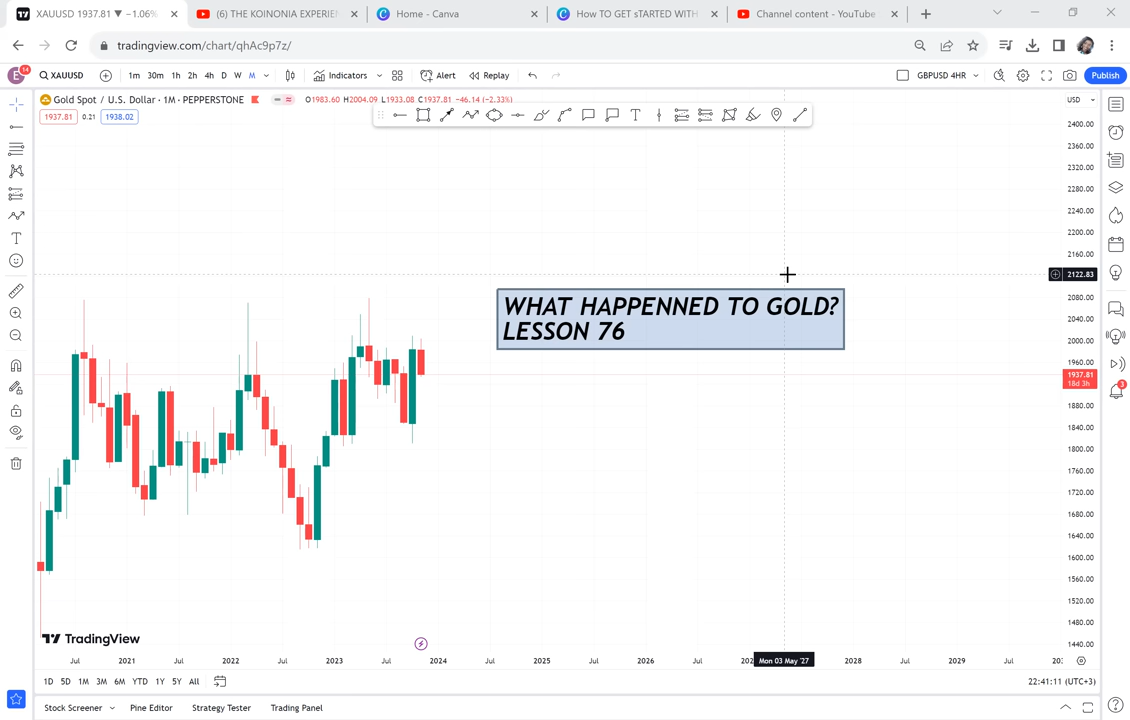 XAUUSD 1937.81 ▼ −1.06%
(6) THE KOINONIA EXPERIEN
Home - Canva
How TO GET sTARTED WITH
Channel content - YouTube
tradingview.com/chart/qhAc9p7z/
E 14 XAUUSD 1m 30m 1h 2h 4h D W M Indicators Alert Replay GBPUSD 4HR Publish
Gold Spot / U.S. Dollar · 1M · PEPPERSTONE O1983.60 H2004.09 L1933.08 C1937.81 −46.14 (−2.33%)
USD
1937.81 0.21 1938.02
2400.00
2360.00
2320.00
2280.00
2240.00
2200.00
2160.00
2122.83
2080.00
2040.00
2000.00
1960.00
1937.81
18d 3h
1880.00
1840.00
1800.00
1760.00
1720.00
1680.00
1640.00
1600.00
1560.00
1520.00
1480.00
1440.00
WHAT HAPPENNED TO GOLD?
LESSON 76
3
TradingView
Jul 2021 Jul 2022 Jul 2023 Jul 2024 Jul 2025 Jul 2026 Jul Mon 03 May '27 2028 Jul 2029 Jul
1D 5D 1M 3M 6M YTD 1Y 5Y All
22:41:11 (UTC+3)
Stock Screener Pine Editor Strategy Tester Trading Panel